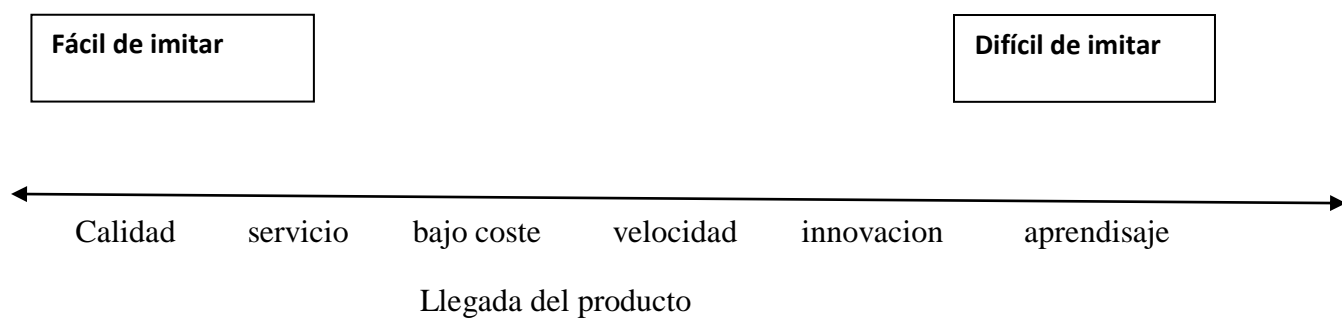 Fácil de imitar
Difícil de imitar
Calidad servicio bajo coste velocidad innovacion aprendisaje
Llegada del producto